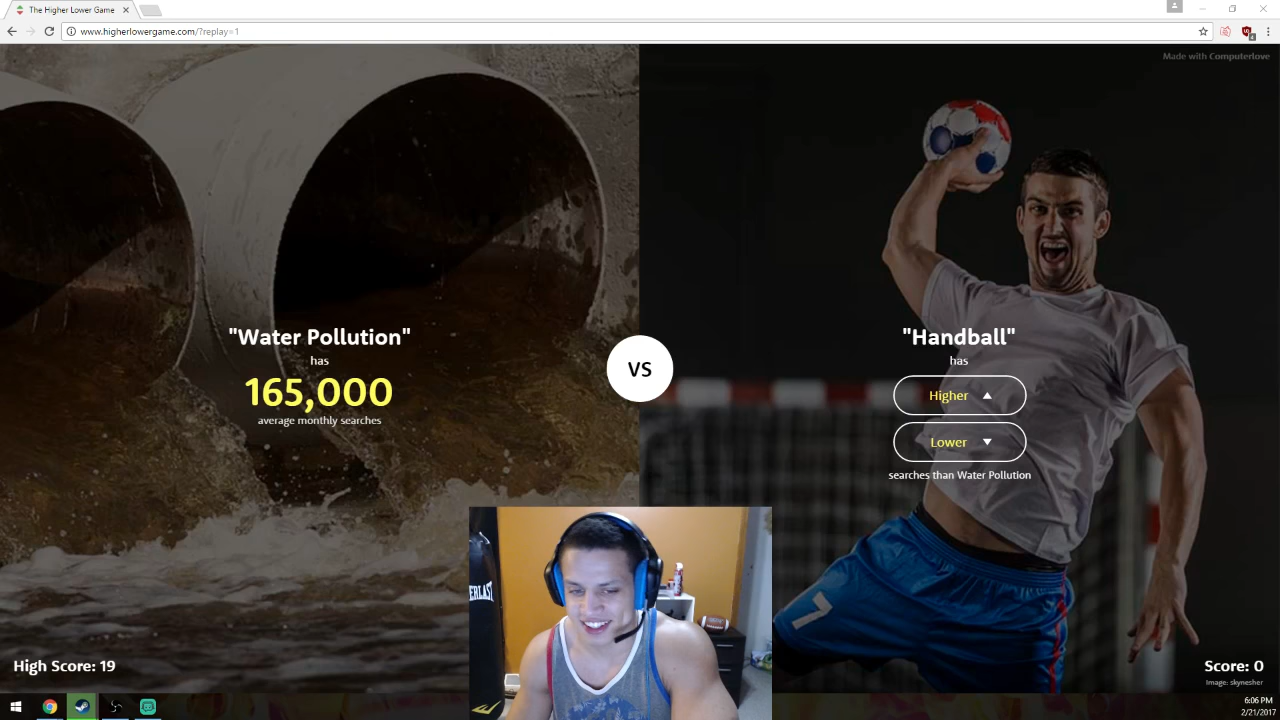 The Higher Lower Game
www.higherlowergame.com/?replay=1
Made with Computerlove
"Water Pollution"
has
165,000
average monthly searches
VS
"Handball"
has
Higher
Lower
searches than Water Pollution
7
ERLAST
High Score: 19
Score: 0
Image: skynesher
6:06 PM
2/21/2017